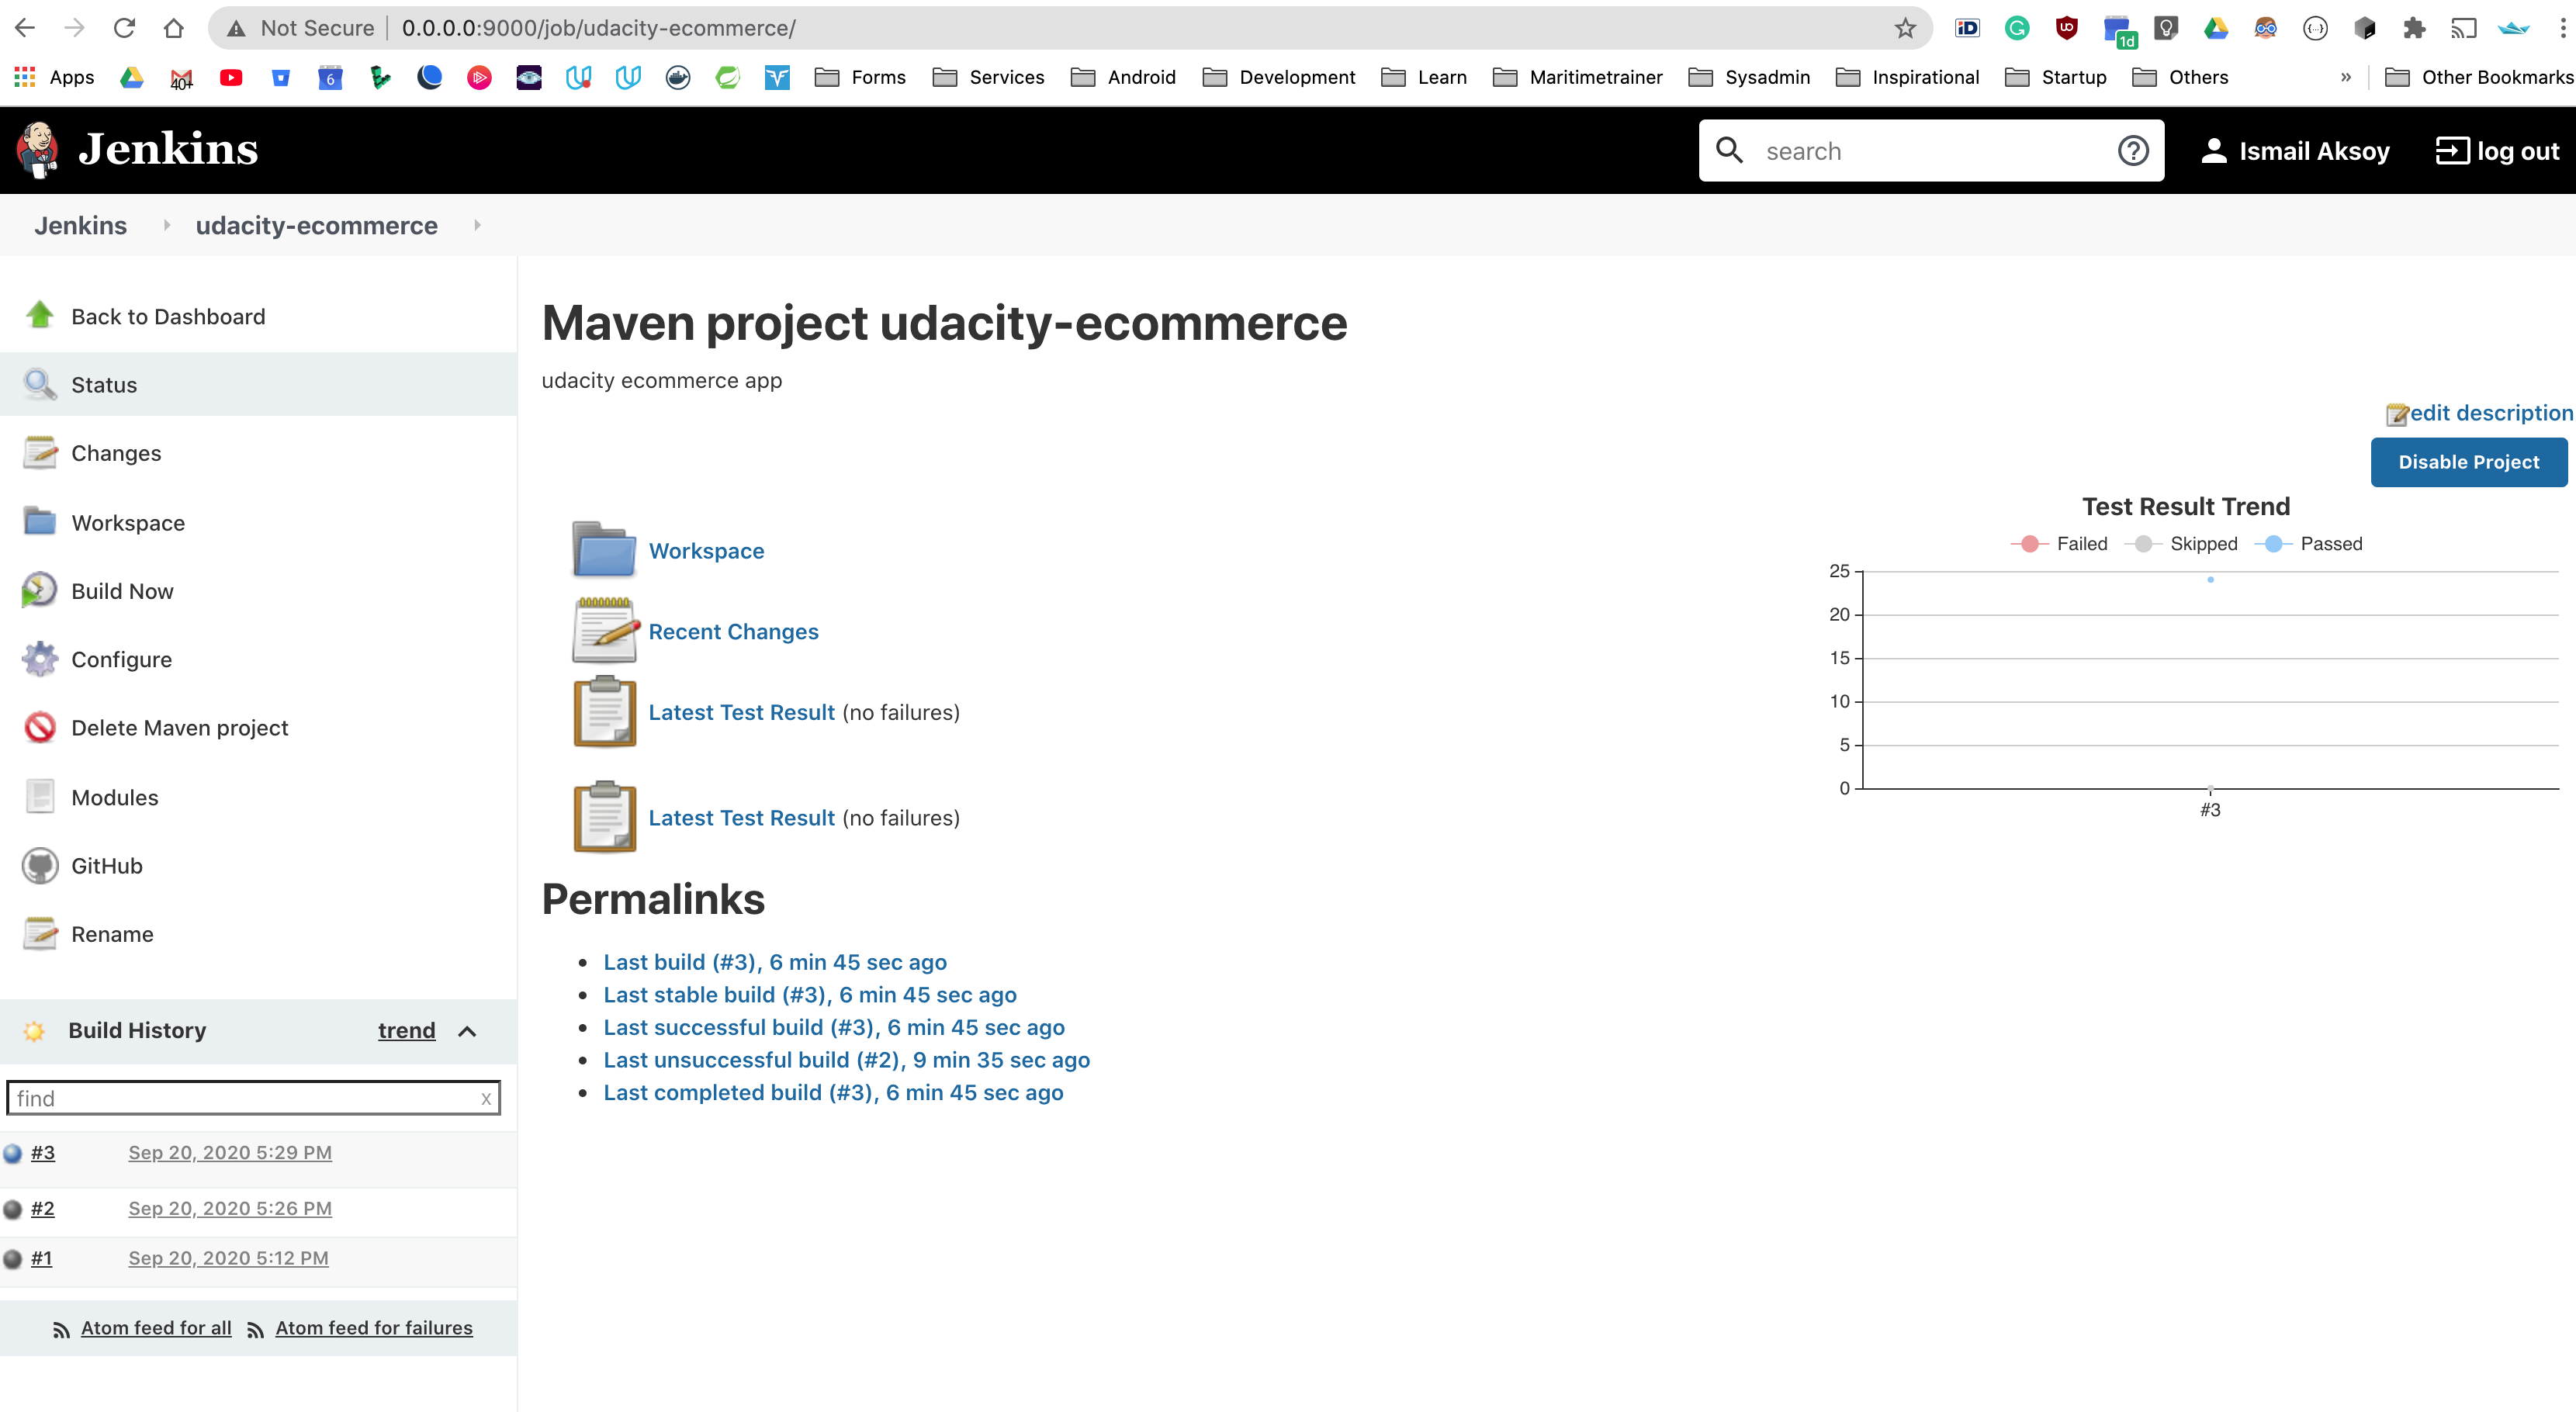 Not Secure 0.0.0.0:9000/job/udacity-ecommerce/
iD
G
1d
Apps
40+
6
Forms Services Android Development Learn Maritimetrainer Sysadmin Inspirational Startup Others » Other Bookmarks
Jenkins
search
Ismail Aksoy
log out
Jenkins udacity-ecommerce
Back to Dashboard
Status
Changes
Workspace
Build Now
Configure
Delete Maven project
Modules
GitHub
Rename
Build History trend
find x
#3 Sep 20, 2020 5:29 PM
#2 Sep 20, 2020 5:26 PM
#1 Sep 20, 2020 5:12 PM
Atom feed for all Atom feed for failures
Maven project udacity-ecommerce
udacity ecommerce app
edit description
Disable Project
Workspace
Recent Changes
Latest Test Result (no failures)
Latest Test Result (no failures)
Test Result Trend
Failed Skipped Passed
25
20
15
10
5
0
#3
Permalinks
• Last build (#3), 6 min 45 sec ago
• Last stable build (#3), 6 min 45 sec ago
• Last successful build (#3), 6 min 45 sec ago
• Last unsuccessful build (#2), 9 min 35 sec ago
• Last completed build (#3), 6 min 45 sec ago